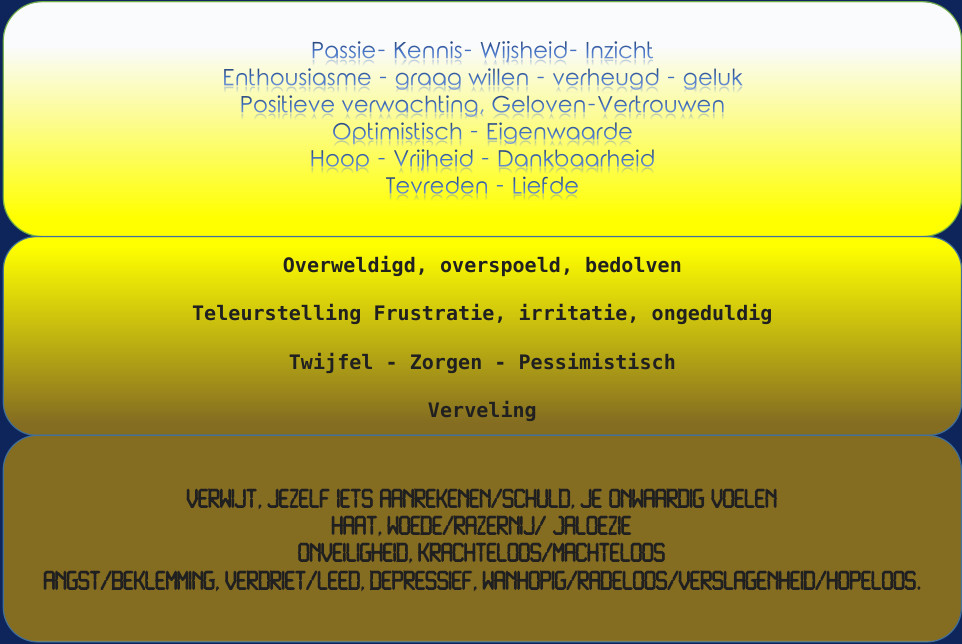 Passie- Kennis- Wijsheid- Inzicht
Enthousiasme - graag willen - verheugd - geluk
Positieve verwachting, Geloven-Vertrouwen
Optimistisch - Eigenwaarde
Hoop - Vrijheid - Dankbaarheid
Tevreden - Liefde
Overweldigd, overspoeld, bedolven
Teleurstelling Frustratie, irritatie, ongeduldig
Twijfel - Zorgen - Pessimistisch
Verveling
VERWIJT, JEZELF IETS AANREKENEN/SCHULD, JE ONWAARDIG VOELEN
HAAT, WOEDE/RAZERNIJ/ JALOEZIE
ONVEILIGHEID, KRACHTELOOS/MACHTELOOS
ANGST/BEKLEMMING, VERDRIET/LEED, DEPRESSIEF, WANHOPIG/RADELOOS/VERSLAGENHEID/HOPELOOS.